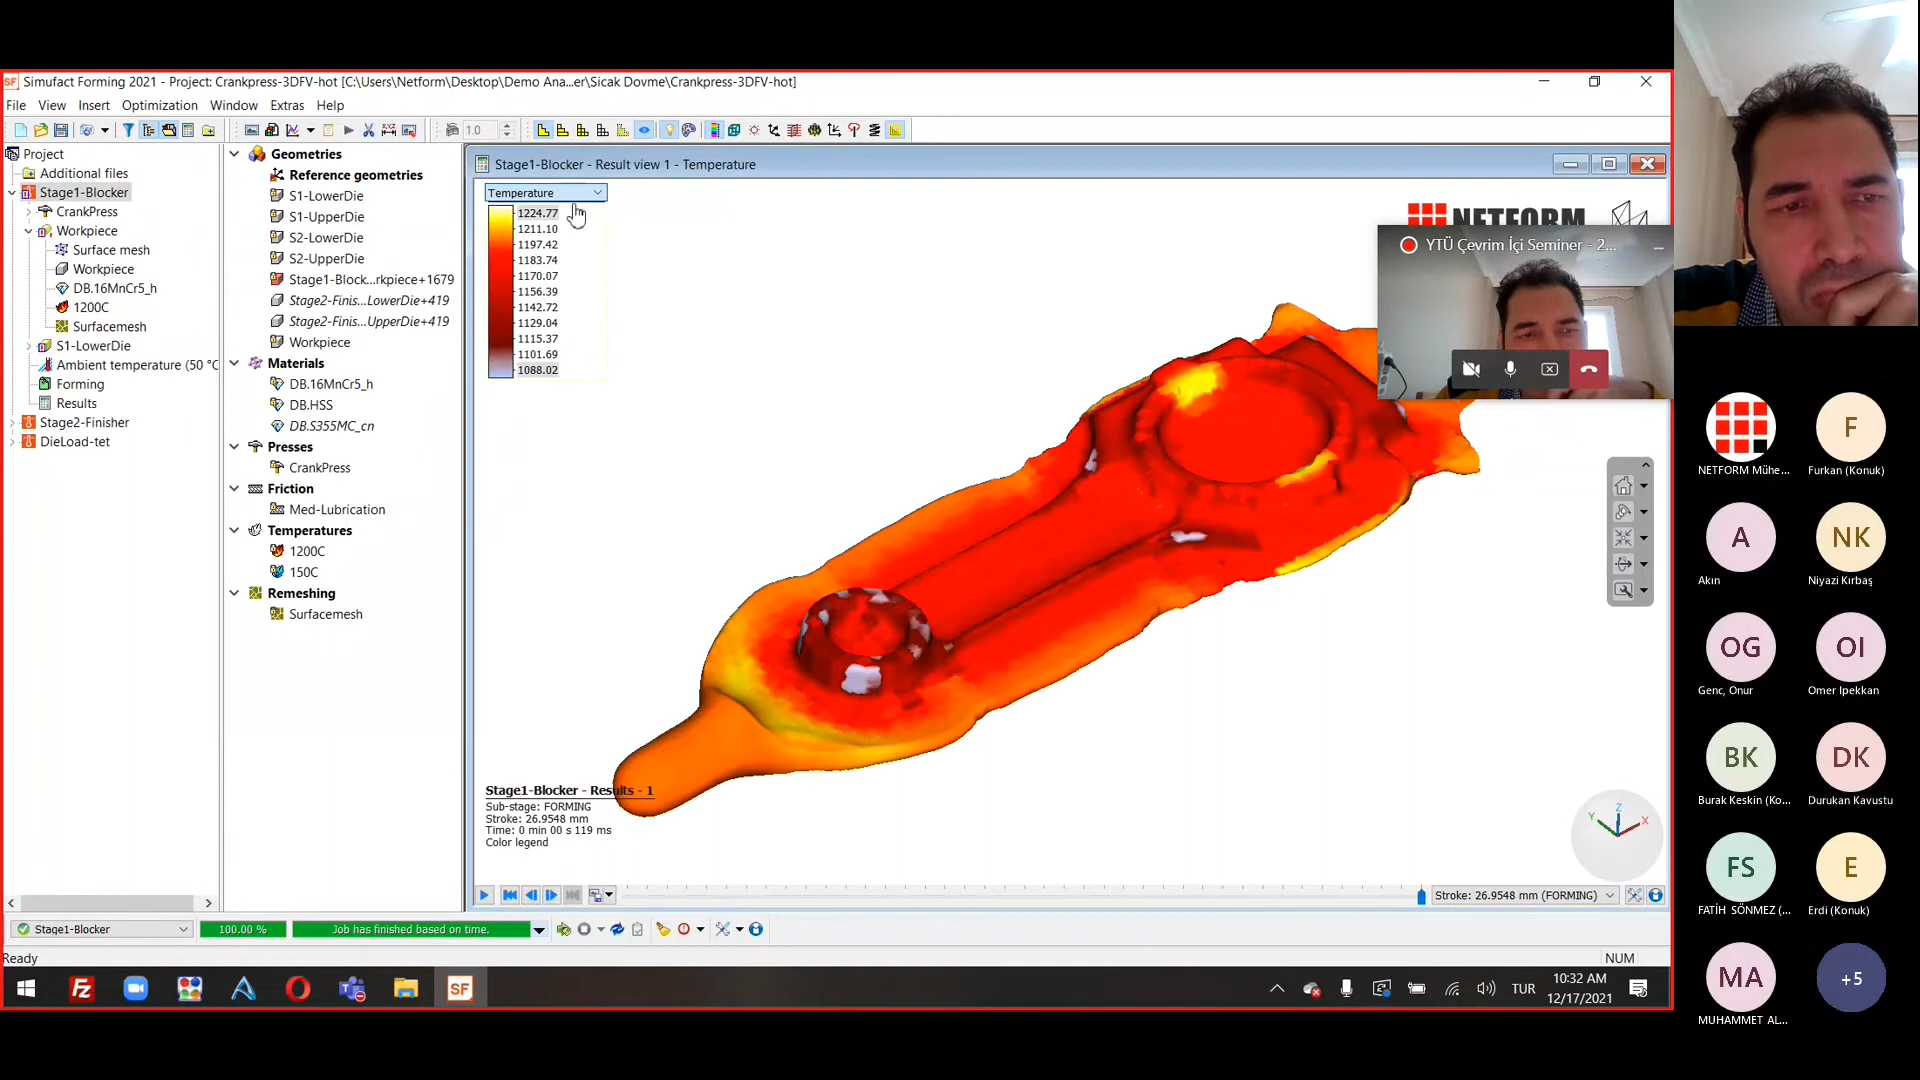 SF Simufact Forming 2021 - Project: Crankpress-3DFV-hot [C:\Users\Netform\Desktop\Demo Ana...er\Sicak Dovme\Crankpress-3DFV-hot]
File View Insert Optimization Window Extras Help
1.0
Project
Additional files
Stage1-Blocker
CrankPress
Workpiece
Surface mesh
Workpiece
DB.16MnCr5_h
1200C
Surfacemesh
S1-LowerDie
Ambient temperature (50 °C
Forming
Results
Stage2-Finisher
DieLoad-tet
Geometries
Reference geometries
S1-LowerDie
S1-UpperDie
S2-LowerDie
S2-UpperDie
Stage1-Block...rkpiece+1679
Stage2-Finis...LowerDie+419
Stage2-Finis...UpperDie+419
Workpiece
Materials
DB.16MnCr5_h
DB.HSS
DB.S355MC_cn
Presses
CrankPress
Friction
Med-Lubrication
Temperatures
1200C
150C
Remeshing
Surfacemesh
Stage1-Blocker - Result view 1 - Temperature
Temperature
1224.77
1211.10
1197.42
1183.74
1170.07
1156.39
1142.72
1129.04
1115.37
1101.69
1088.02
NETFORM
YTÜ Çevrim İçi Seminer - 2...
Stage1-Blocker - Results - 1
Sub-stage: FORMING
Stroke: 26.9548 mm
Time: 0 min 00 s 119 ms
Color legend
Z
Y
X
Stroke: 26.9548 mm (FORMING)
Stage1-Blocker
100.00 %
Job has finished based on time.
Ready
NUM
TUR
10:32 AM
12/17/2021
SF
NETFORM Mühe...
F
Furkan (Konuk)
A
Akın
NK
Niyazi Kırbaş
OG
Genc, Onur
OI
Omer Ipekkan
BK
Burak Keskin (Ko...
DK
Durukan Kavustu
FS
FATİH SÖNMEZ (...
E
Erdi (Konuk)
MA
MUHAMMET AL...
+5